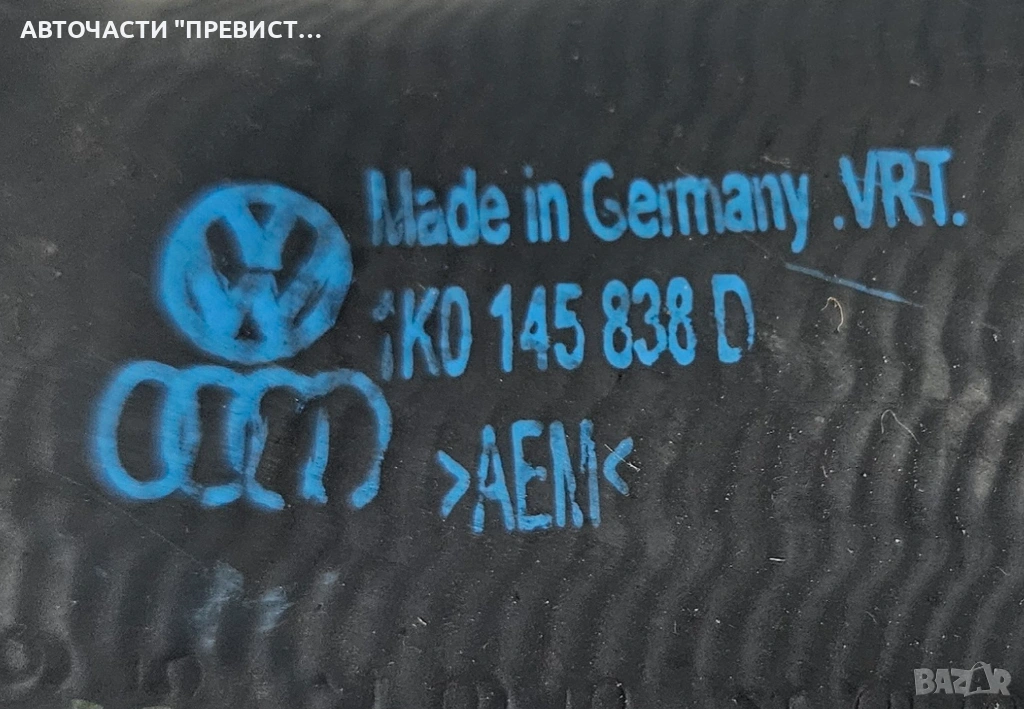 АВТОЧАСТИ "ПРЕВИСТ...
Made in Germany .VRT.
1K0 145 838 D
>AEM<
BAZAR